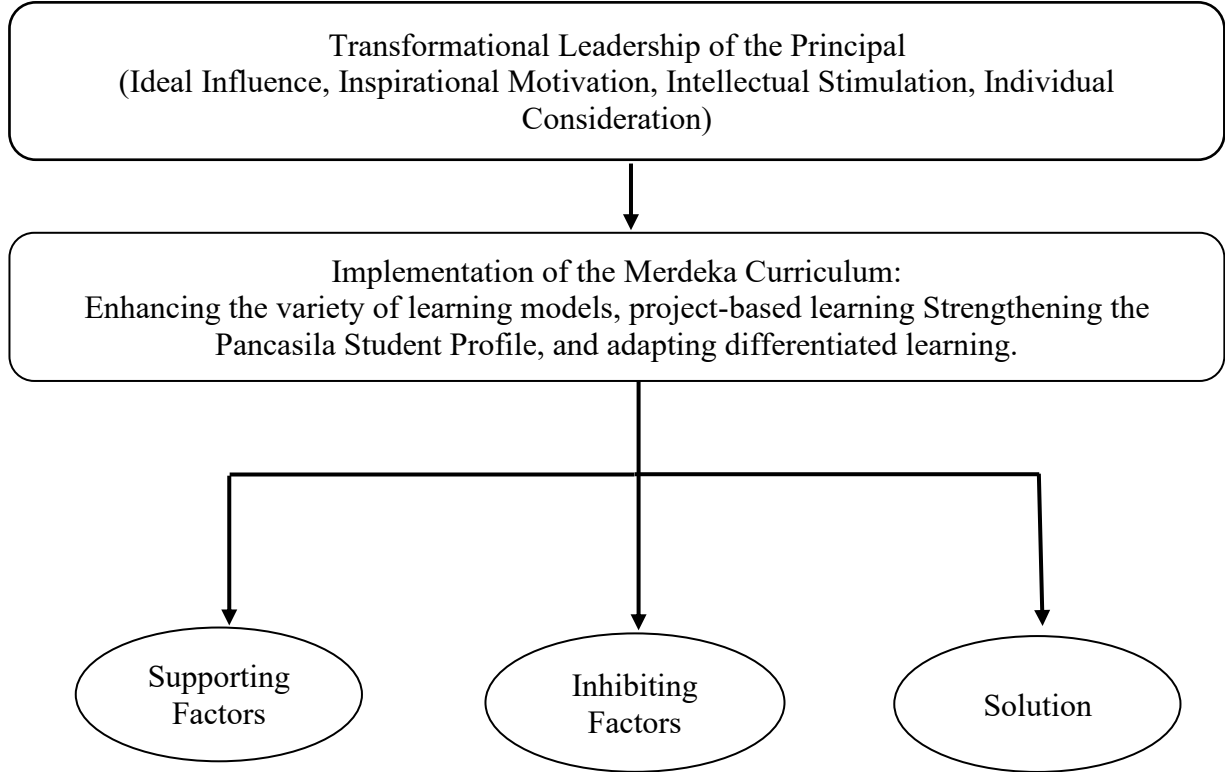 Transformational Leadership of the Principal
(Ideal Influence, Inspirational Motivation, Intellectual Stimulation, Individual
Consideration)
Implementation of the Merdeka Curriculum:
Enhancing the variety of learning models, project-based learning Strengthening the
Pancasila Student Profile, and adapting differentiated learning.
Supporting
Factors
Inhibiting
Factors
Solution